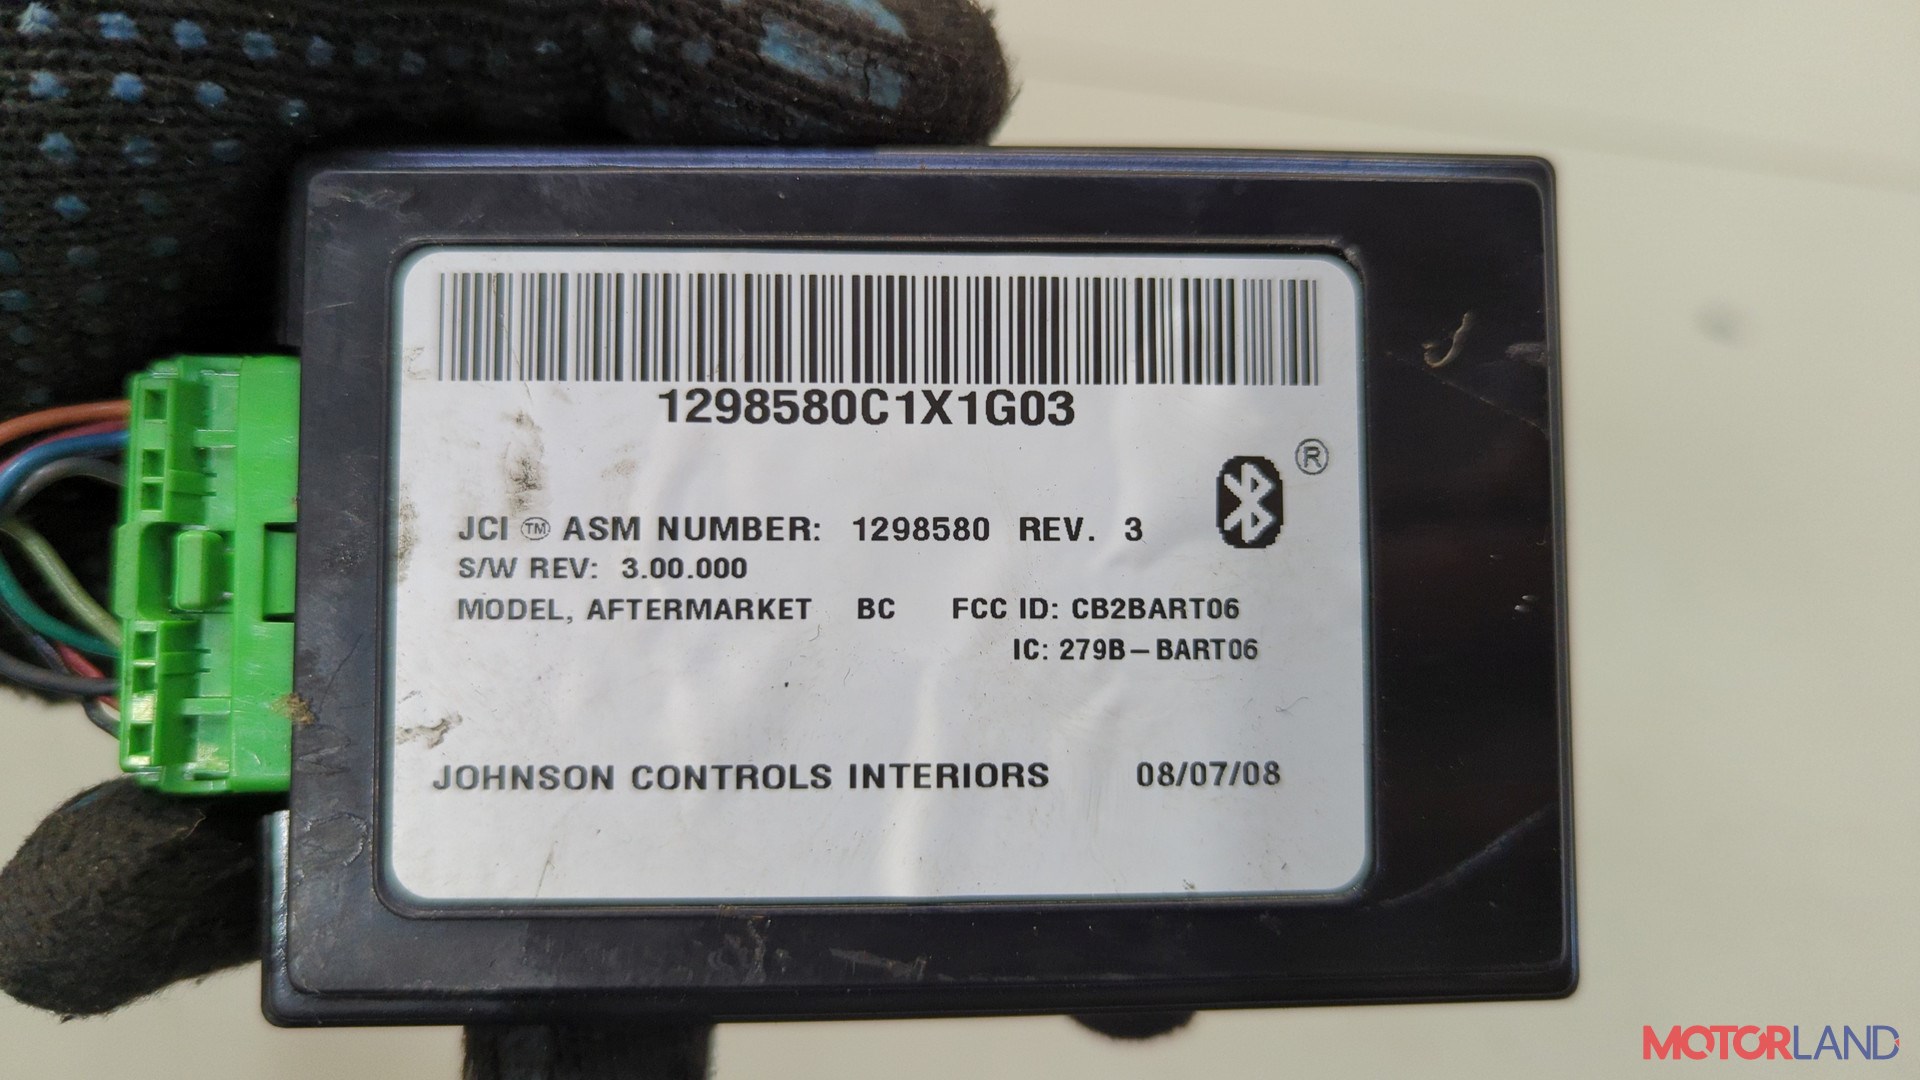 1298580C1X1G03
®
JCI ™ ASM NUMBER: 1298580 REV. 3
S/W REV: 3.00.000
MODEL, AFTERMARKET BC FCC ID: CB2BART06
IC: 279B-BART06
JOHNSON CONTROLS INTERIORS 08/07/08
MOTORLAND